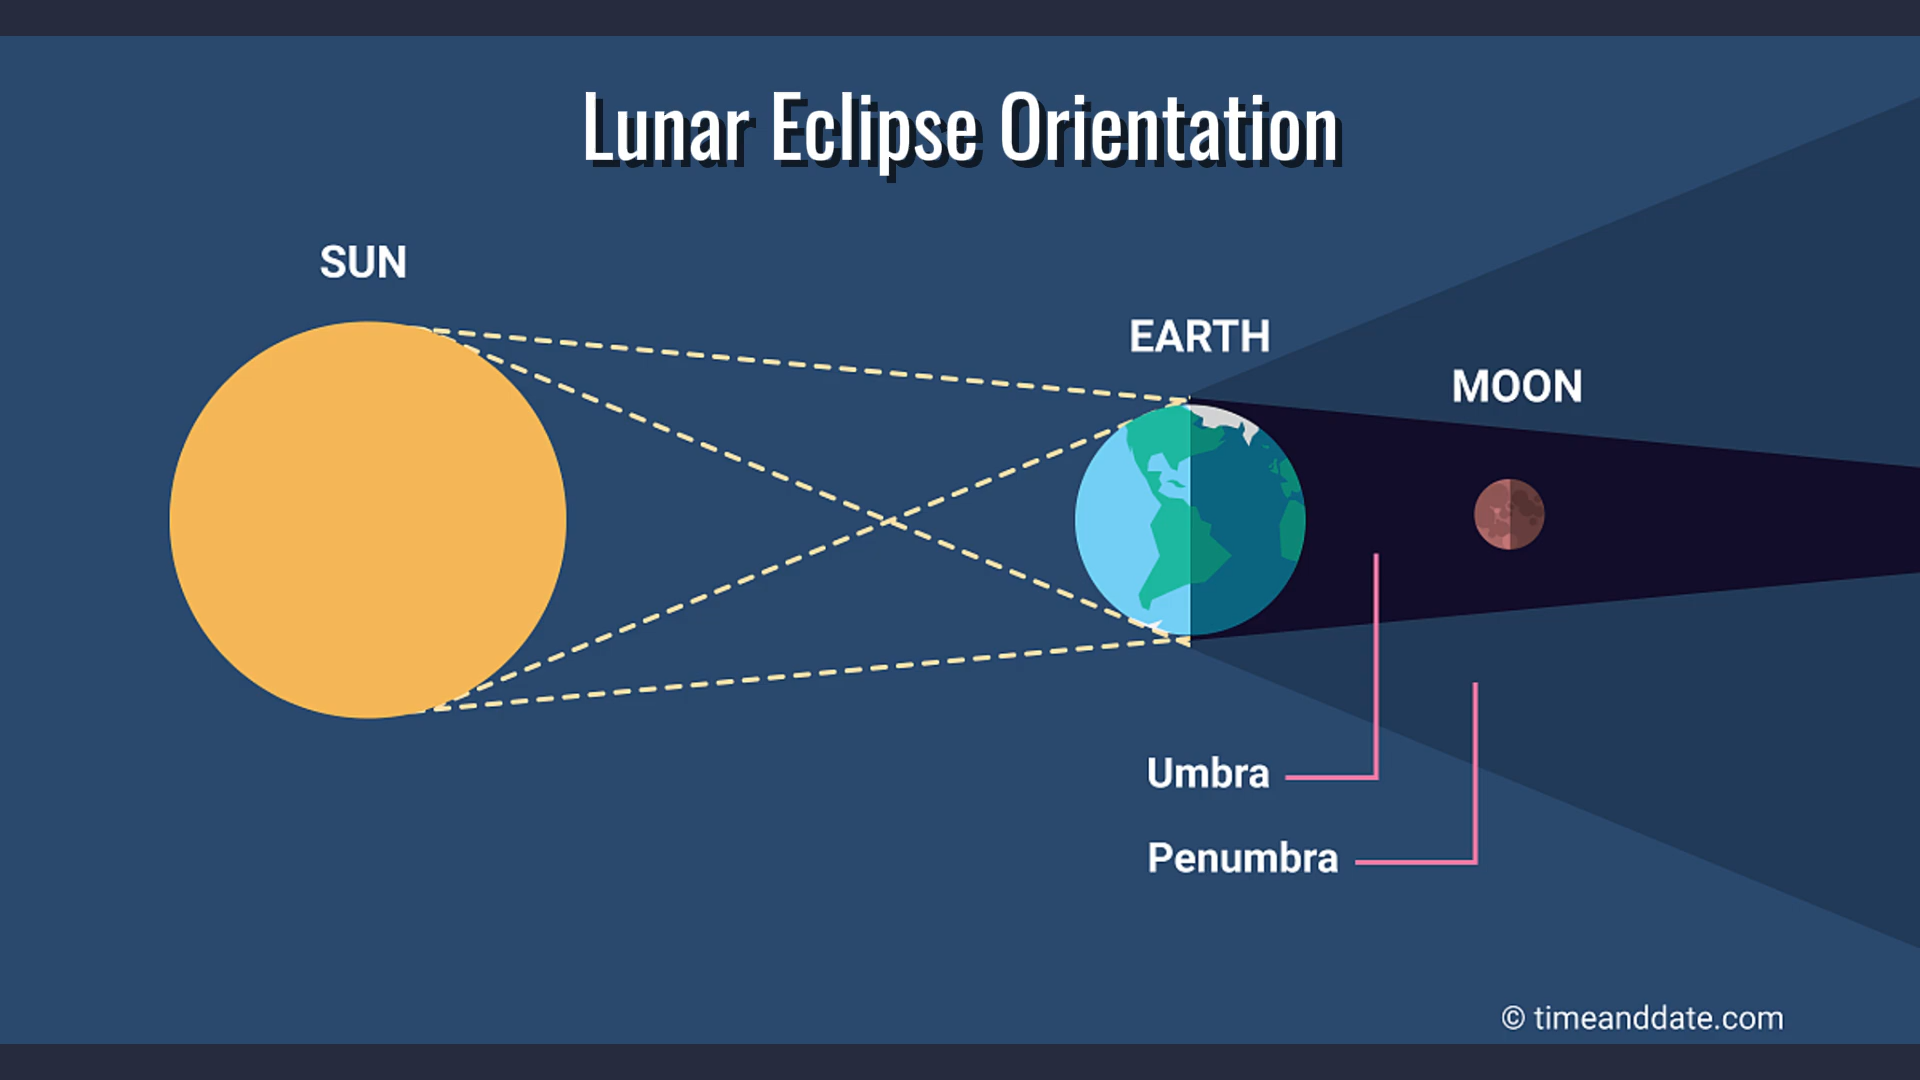 Lunar Eclipse Orientation
SUN
EARTH
MOON
Umbra
Penumbra
© timeanddate.com